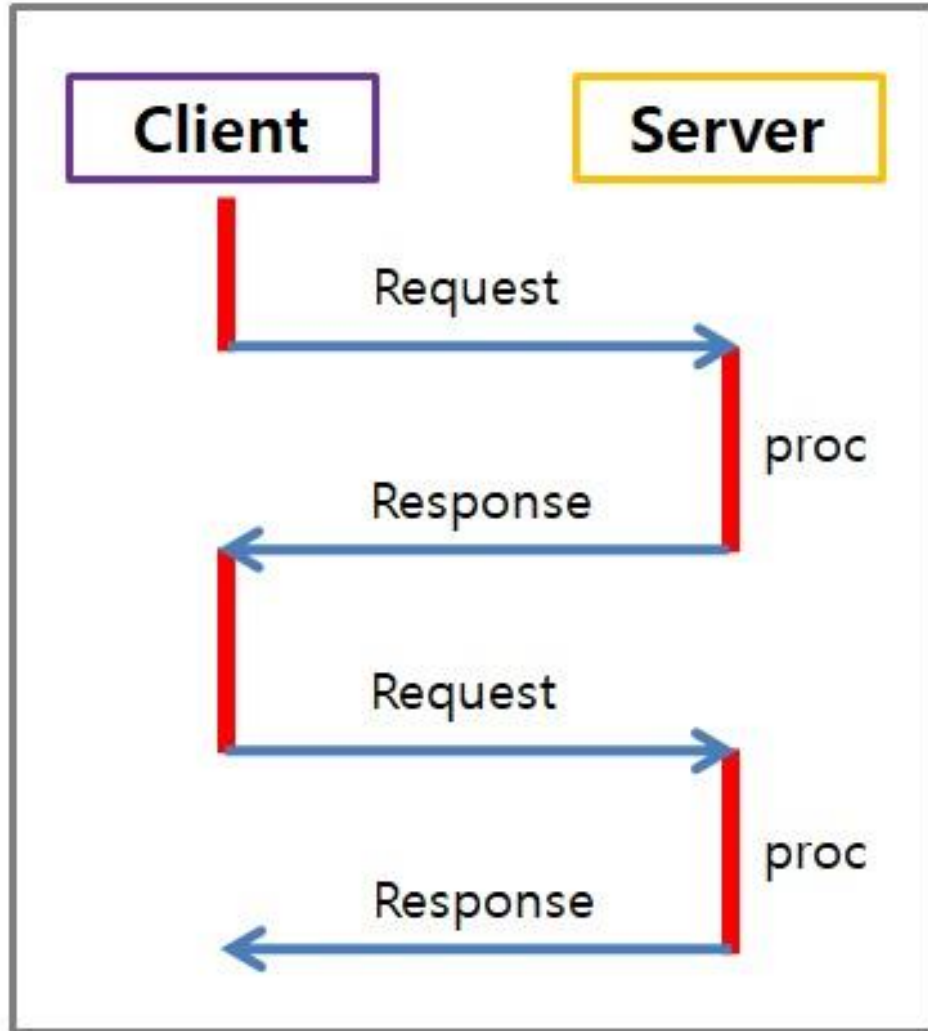 Client
Server
Request
proc
Response
Request
proc
Response